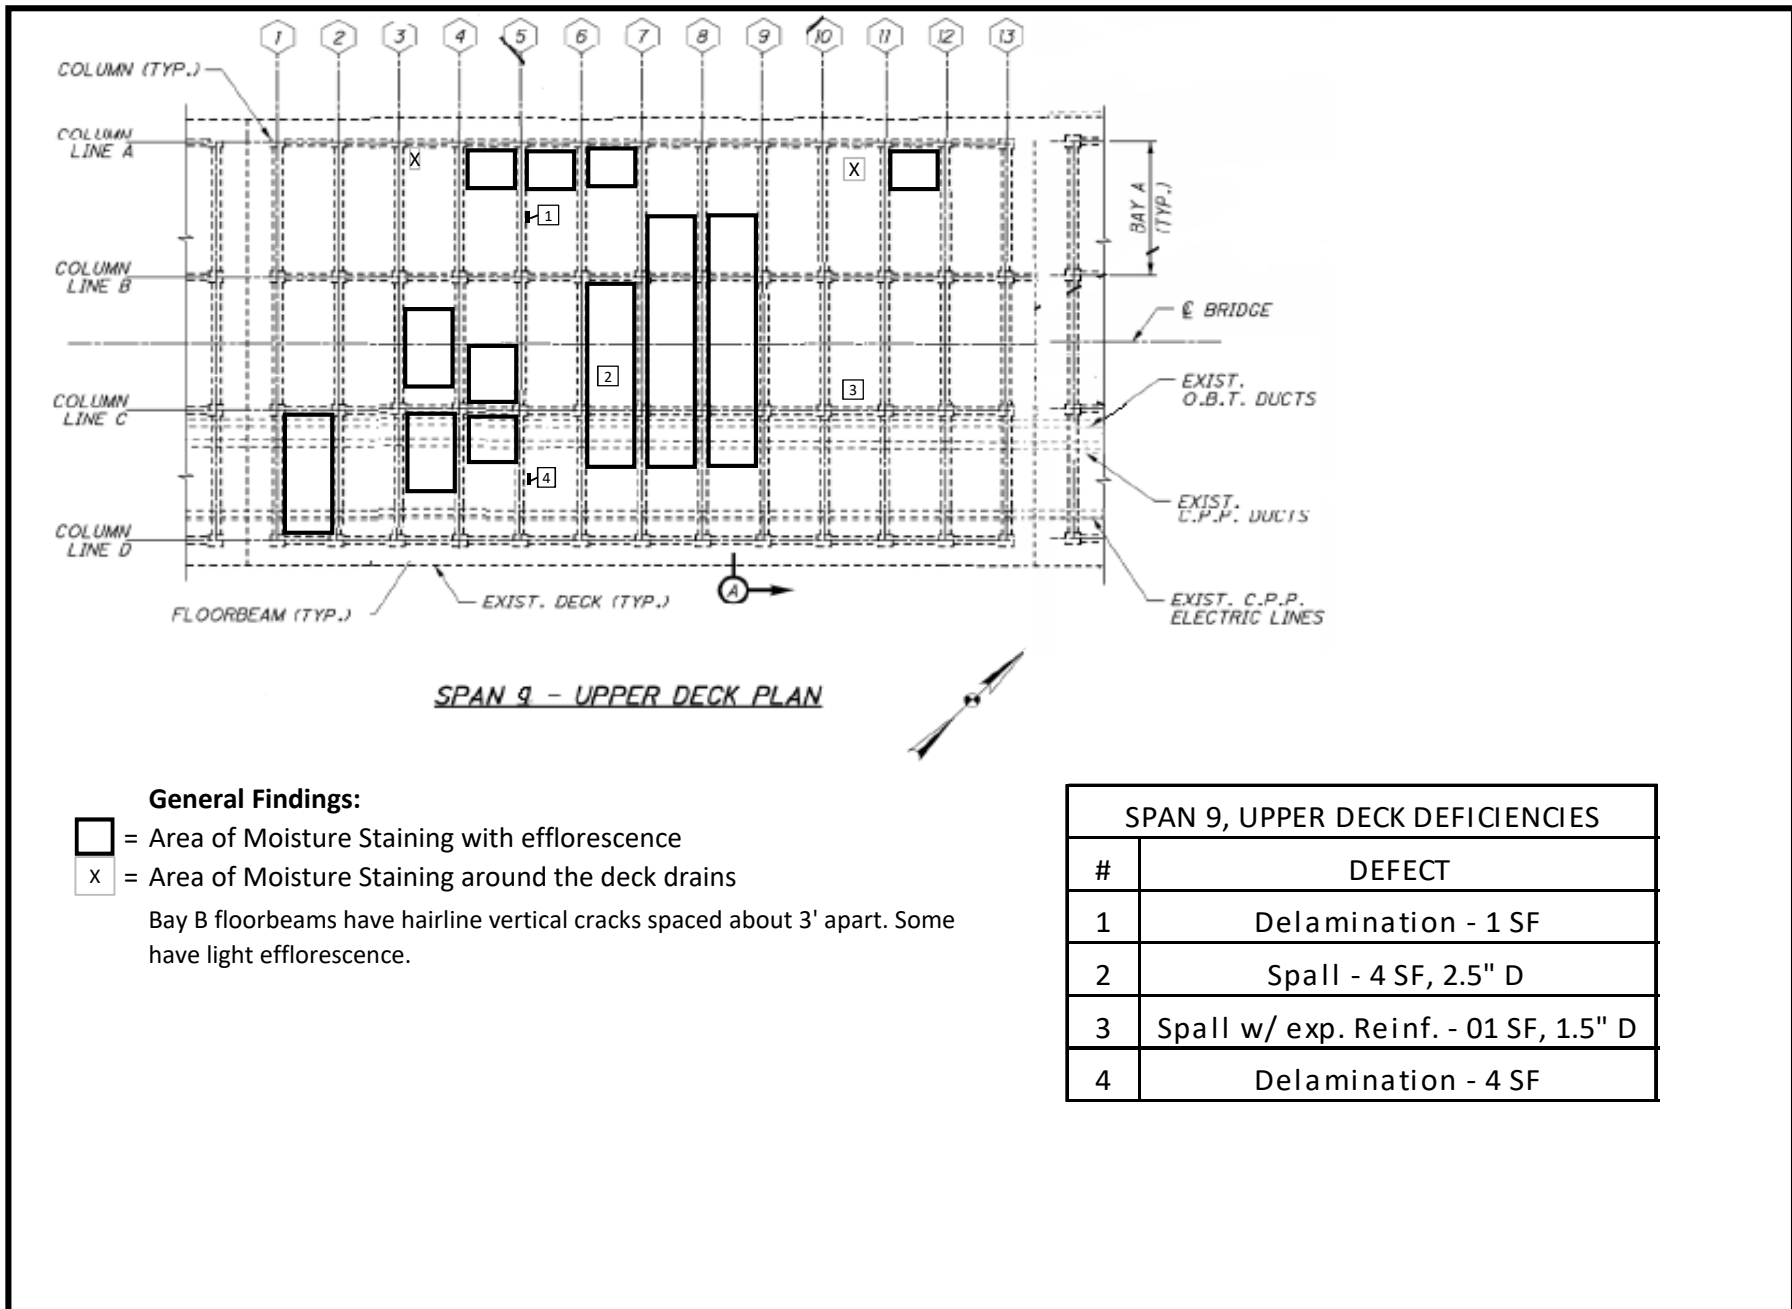 1 2 3 4 5 6 7 8 9 10 11 12 13
COLUMN (TYP.)
COLUMN
LINE A
X
X
1
BAY A
(TYP.)
COLUMN
LINE B
℄ BRIDGE
2
3
EXIST.
O.B.T. DUCTS
COLUMN
LINE C
4
EXIST.
C.P.P. DUCTS
COLUMN
LINE D
A
FLOORBEAM (TYP.)
EXIST. DECK (TYP.)
EXIST. C.P.P.
ELECTRIC LINES
SPAN 9 - UPPER DECK PLAN
General Findings:
= Area of Moisture Staining with efflorescence
X = Area of Moisture Staining around the deck drains
Bay B floorbeams have hairline vertical cracks spaced about 3' apart. Some
have light efflorescence.
SPAN 9, UPPER DECK DEFICIENCIES
# DEFECT
1 Delamination - 1 SF
2 Spall - 4 SF, 2.5" D
3 Spall w/ exp. Reinf. - 01 SF, 1.5" D
4 Delamination - 4 SF